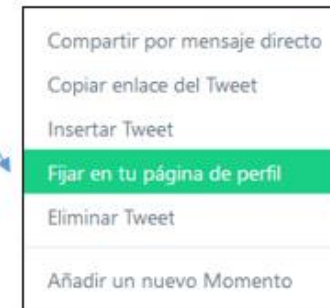 Compartir por mensaje directo
Copiar enlace del Tweet
Insertar Tweet
Fijar en tu página de perfil
Eliminar Tweet
Añadir un nuevo Momento